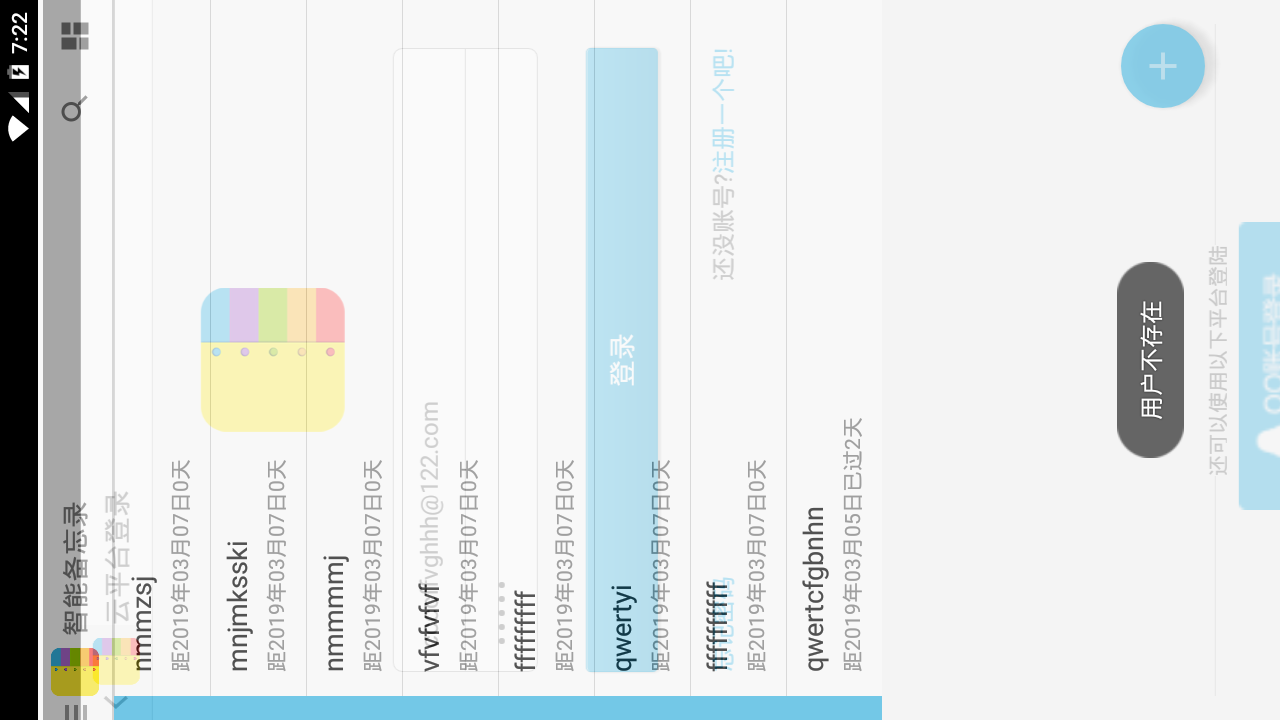 7:22
智能备忘录
云平台登录
nmmzsj
距2019年03月07日0天
mnjmksski
距2019年03月07日0天
nmmmmj
距2019年03月07日0天
vfvfvfvf
距2019年03月07日0天
fffffffff
距2019年03月07日0天
登录
qwertyi
距2019年03月07日0天
还没账号?注册一个吧!
距2019年03月07日0天
qwertcfgbnhn
距2019年03月05日已过2天
用户不存在
还可以使用以下平台登陆